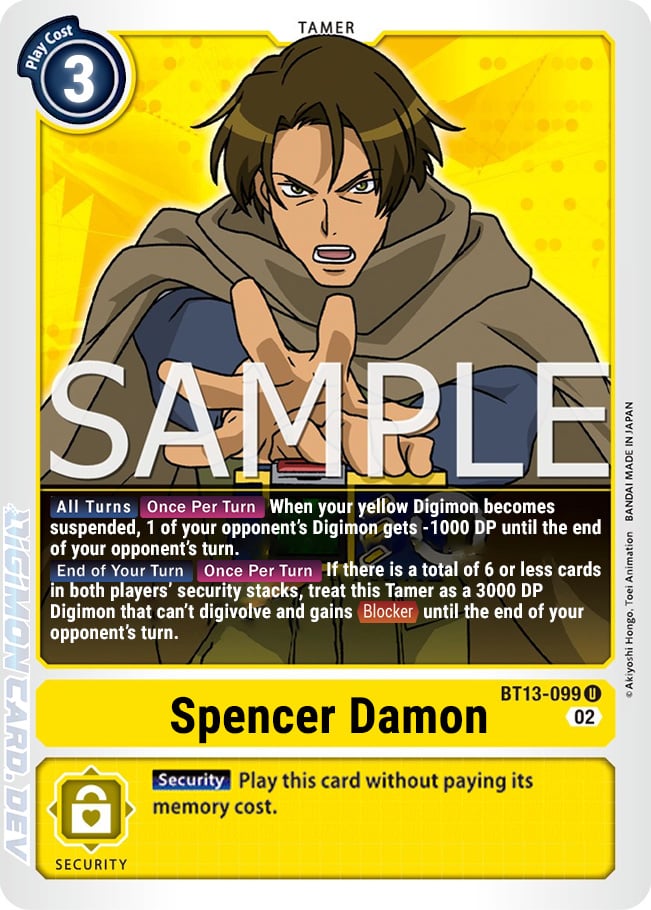 TAMER
Play Cost
3
SAMPLE
All Turns Once Per Turn When your yellow Digimon becomes
suspended, 1 of your opponent's Digimon gets -1000 DP until the end
of your opponent's turn.
End of Your Turn Once Per Turn If there is a total of 6 or less cards
in both players' security stacks, treat this Tamer as a 3000 DP
Digimon that can't digivolve and gains Blocker until the end of your
opponent's turn.
DIGIMONCARD.DEV
© Akiyoshi Hongo, Toei Animation BANDAI MADE IN JAPAN
BT13-099 U
Spencer Damon
02
Security Play this card without paying its
memory cost.
SECURITY